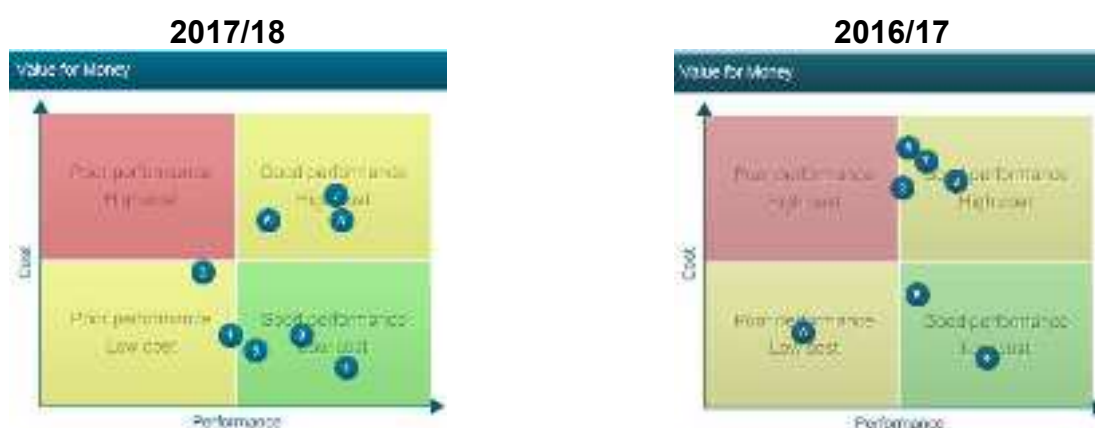 2017/18
2016/17
Value for Money
Value for Money
Poor performance
High cost
Good performance
High cost
Poor performance
High cost
Good performance
High cost
Cost
Cost
Poor performance
Low cost
Good performance
Low cost
Poor performance
Low cost
Good performance
Low cost
Performance
Performance